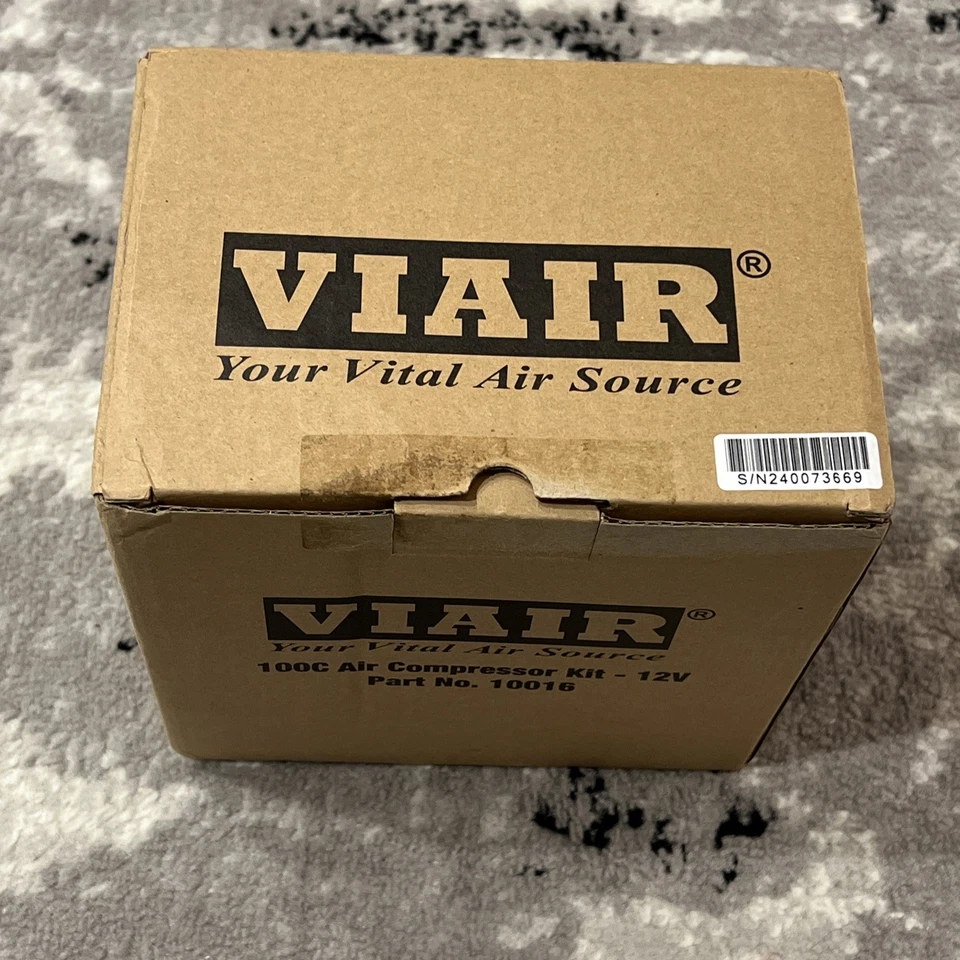 VIAIR®
Your Vital Air Source
S/N240073669
VIAIR®
Your Vital Air Source
100C Air Compressor Kit - 12V
Part No. 10016